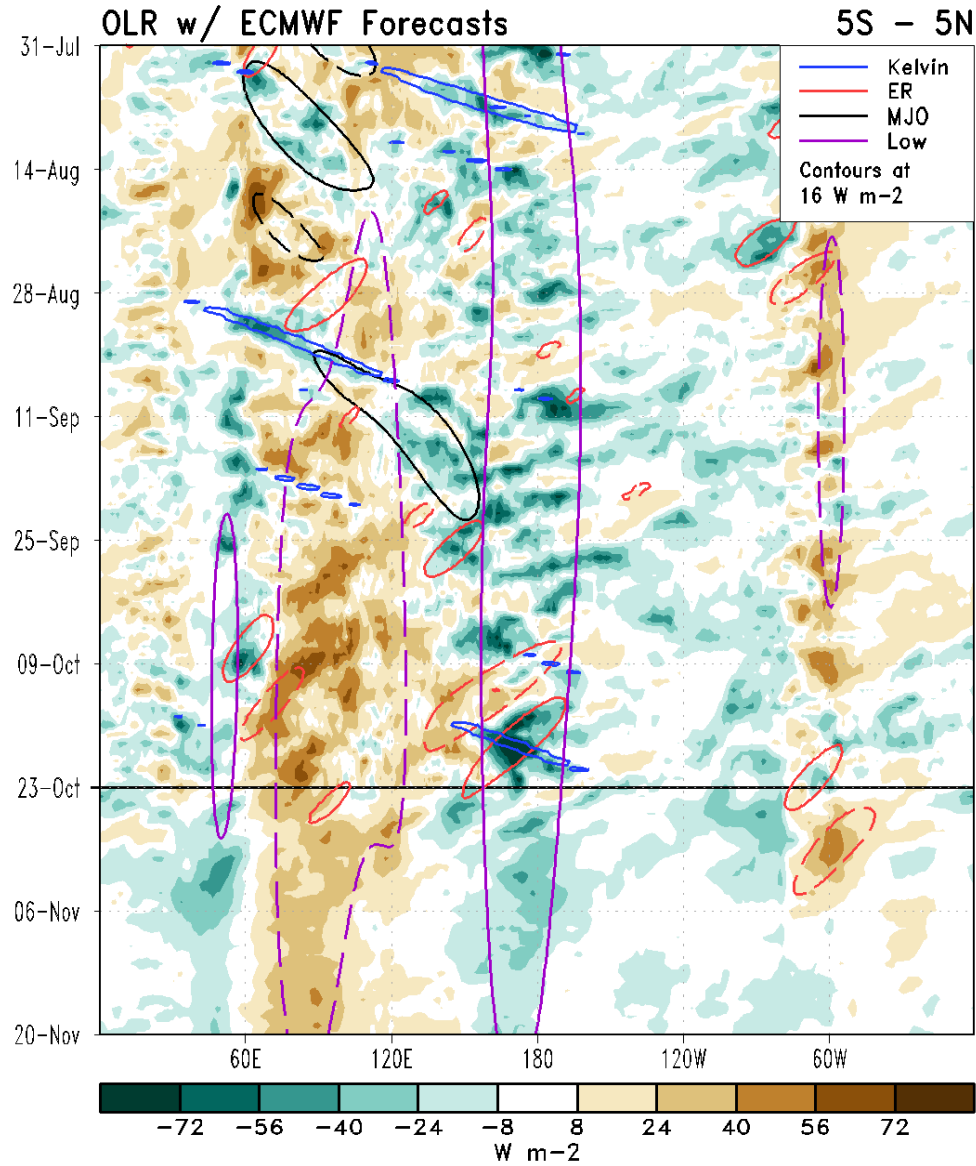 OLR w/ ECMWF Forecasts 5S - 5N
Kelvin
ER
MJO
Low
Contours at
16 W m-2
31-Jul
14-Aug
28-Aug
11-Sep
25-Sep
09-Oct
23-Oct
06-Nov
20-Nov
60E 120E 180 120W 60W
-72 -56 -40 -24 -8 8 24 40 56 72
W m-2